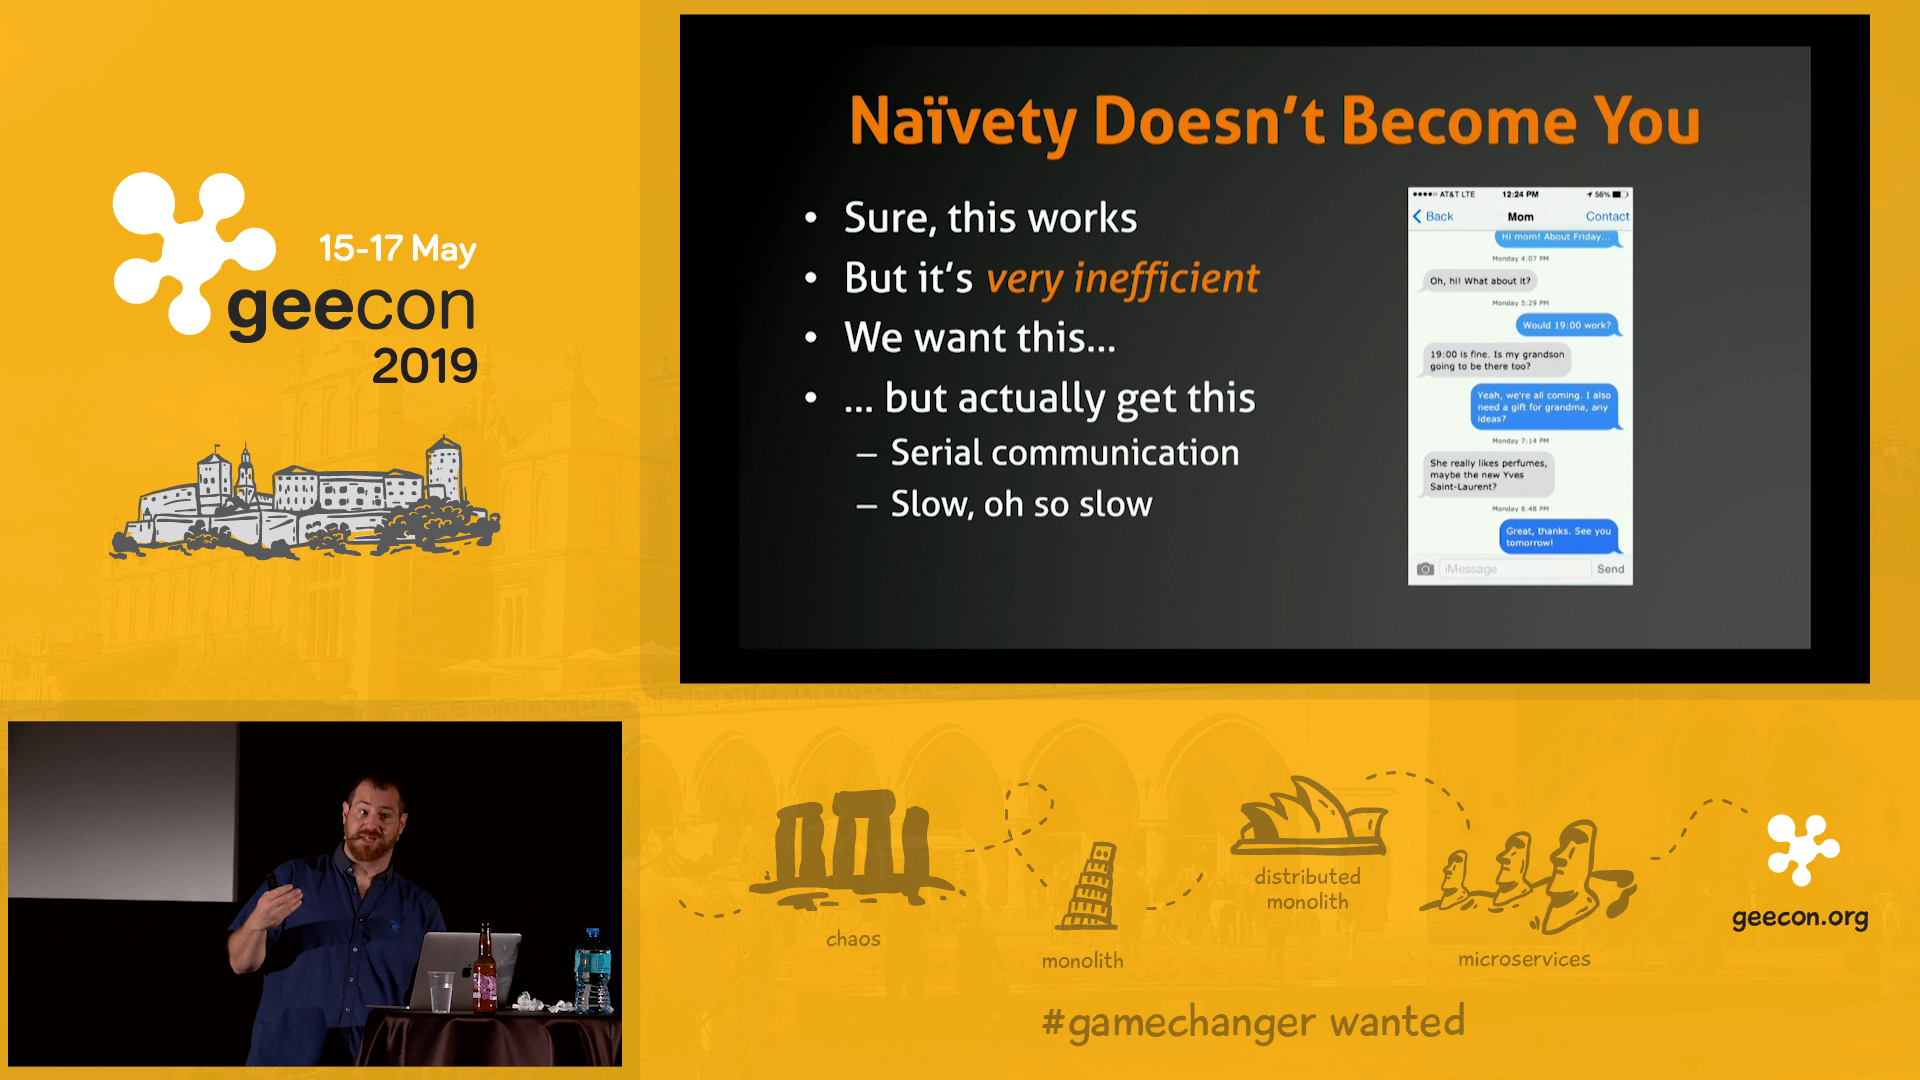 15-17 May
geecon
2019
Naïvety Doesn't Become You
• Sure, this works
• But it's very inefficient
• We want this...
• ... but actually get this
– Serial communication
– Slow, oh so slow
AT&T LTE 12:24 PM 56%
Back Mom Contact
Hi mom! About Friday...
Monday 4:07 PM
Oh, hi! What about it?
Monday 5:29 PM
Would 19:00 work?
19:00 is fine. Is my grandson
going to be there too?
Yeah, we're all coming. I also
need a gift for grandma, any
ideas?
Monday 7:14 PM
She really likes perfumes,
maybe the new Yves
Saint-Laurent?
Monday 8:48 PM
Great, thanks. See you
tomorrow!
iMessage Send
chaos
monolith
distributed
monolith
microservices
geecon.org
#gamechanger wanted